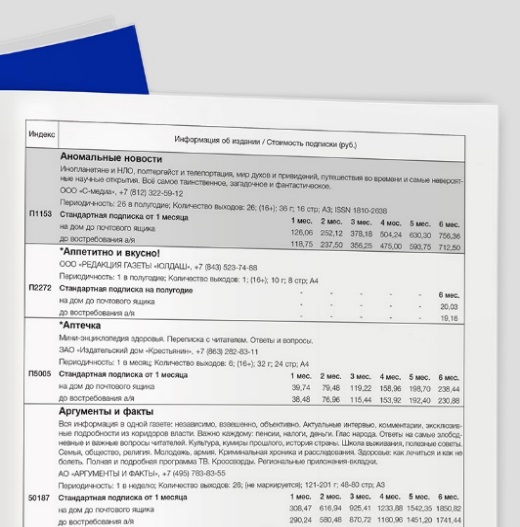 Индекс Информация об издании / Стоимость подписки (руб.)
Аномальные новости
Инопланетяне и НЛО, полтергейст и телепортация, мир духов и привидений, путешествия во времени и самые невероят-
ные научные открытия. Всё самое таинственное, загадочное и фантастическое.
ООО «С-медиа», +7 (812) 322-59-12
Периодичность: 26 в полугодие; Количество выходов: 26; (16+); 36 г; 16 стр; А3; ISSN 1810-2638
П1153 Стандартная подписка от 1 месяца 1 мес. 2 мес. 3 мес. 4 мес. 5 мес. 6 мес.
на дом до почтового ящика 126,06 252,12 378,18 504,24 630,30 756,36
до востребования а/я 118,75 237,50 356,25 475,00 593,75 712,50
*Аппетитно и вкусно!
ООО «РЕДАКЦИЯ ГАЗЕТЫ «ЮЛДАШ», +7 (843) 523-74-88
Периодичность: 1 в полугодие; Количество выходов: 1; (16+); 10 г; 8 стр; А4
П2272 Стандартная подписка на полугодие - - - - - 6 мес.
на дом до почтового ящика - - - - - 20,03
до востребования а/я - - - - - 19,16
*Аптечка
Мини-энциклопедия здоровья. Переписка с читателем. Ответы и вопросы.
ЗАО «Издательский дом «Крестьянин», +7 (863) 282-83-11
Периодичность: 1 в месяц; Количество выходов: 6; (16+); 32 г; 24 стр; А4
П5005 Стандартная подписка от 1 месяца 1 мес. 2 мес. 3 мес. 4 мес. 5 мес. 6 мес.
на дом до почтового ящика 39,74 79,48 119,22 158,96 198,70 238,44
до востребования а/я 38,48 76,96 115,44 153,92 192,40 230,88
Аргументы и факты
Вся информация в одной газете: независимо, взвешенно, объективно. Актуальные интервью, комментарии, эксклюзив-
ные подробности из коридоров власти. Важно каждому: пенсии, налоги, деньги. Глас народа. Ответы на самые злобод-
невные и важные вопросы читателей. Культура, кумиры прошлого, история страны. Школа выживания, полезные советы.
Семья, общество, религия. Молодежь, армия. Криминальная хроника и расследования. Здоровье: как лечиться и как не
болеть. Полная и подробная программа ТВ. Кроссворды. Региональные приложения-вкладки.
АО «АРГУМЕНТЫ И ФАКТЫ», +7 (495) 783-83-55
Периодичность: 1 в неделю; Количество выходов: 26; (не маркируется); 121-201 г; 48-80 стр; А3
50187 Стандартная подписка от 1 месяца 1 мес. 2 мес. 3 мес. 4 мес. 5 мес. 6 мес.
на дом до почтового ящика 308,47 616,94 925,41 1233,88 1542,35 1850,82
до востребования а/я 290,24 580,48 870,72 1160,96 1451,20 1741,44